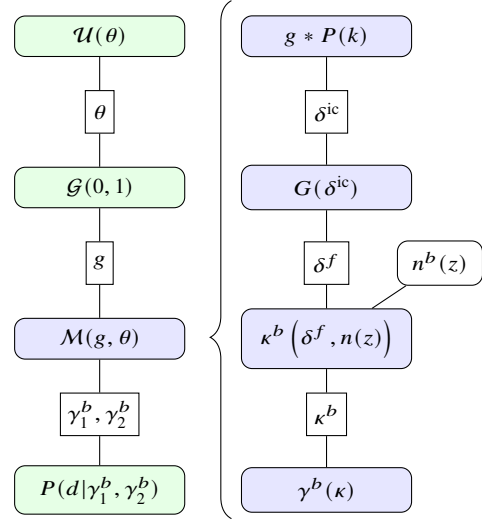 𝒰(θ)
θ
𝒢(0, 1)
g
ℳ(g, θ)
γ₁ᵇ, γ₂ᵇ
P(d|γ₁ᵇ, γ₂ᵇ)
g ∗ P(k)
δⁱᶜ
G(δⁱᶜ)
δᶠ
nᵇ(z)
κᵇ(δᶠ, n(z))
κᵇ
γᵇ(κ)